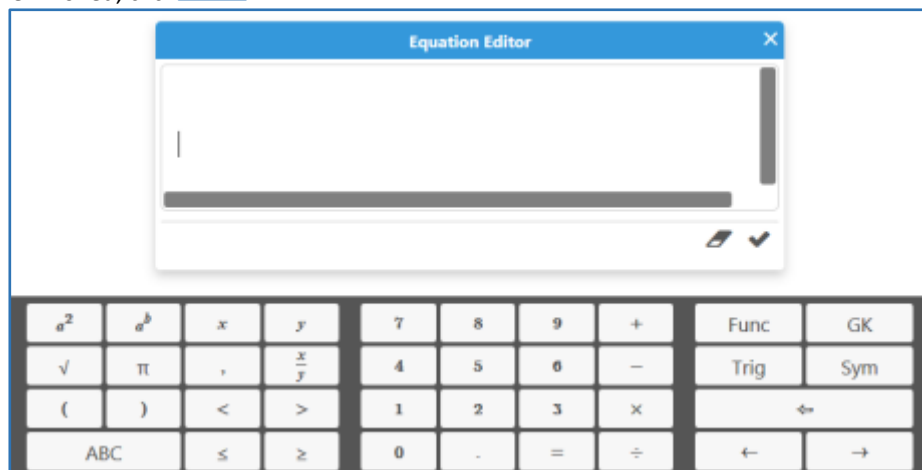 Equation Editor ×
a² aᵇ x y 7 8 9 + Func GK
√ π , x/y 4 5 6 − Trig Sym
( ) < > 1 2 3 × ⇦
ABC ≤ ≥ 0 . = ÷ ← →